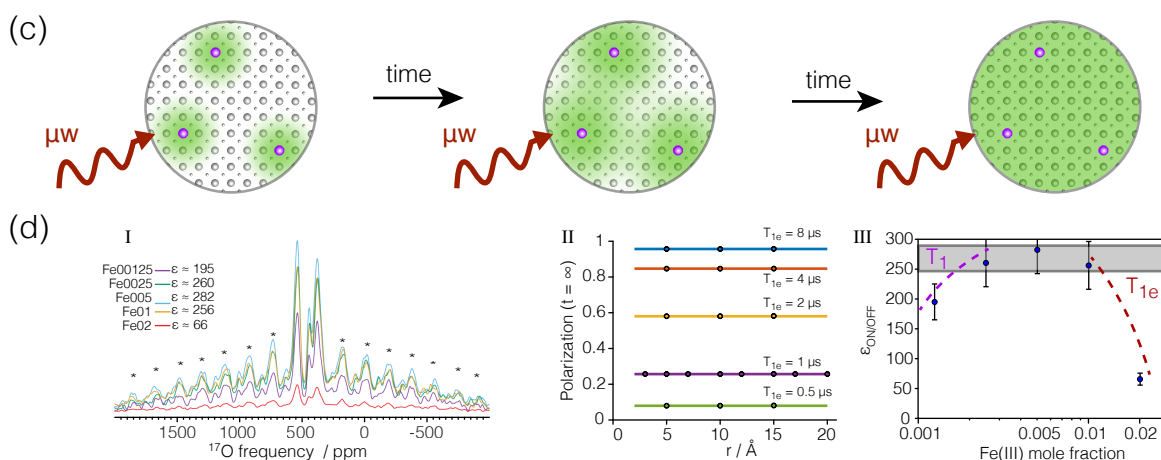 (c)
time
time
μw
μw
μw
(d)
I
Fe00125 ε ≈ 195
Fe0025 ε ≈ 260
Fe005 ε ≈ 282
Fe01 ε ≈ 256
Fe02 ε ≈ 66
* * * * * * * * * * * *
1500 1000 500 0 -500
¹⁷O frequency / ppm
II
1
0.8
0.6
0.4
0.2
0
Polarization (t = ∞)
T₁ₑ = 8 μs
T₁ₑ = 4 μs
T₁ₑ = 2 μs
T₁ₑ = 1 μs
T₁ₑ = 0.5 μs
0 5 10 15 20
r / Å
III
300
250
200
150
100
50
0
ε_ON/OFF
T₁
T₁ₑ
0.001 0.005 0.01 0.02
Fe(III) mole fraction